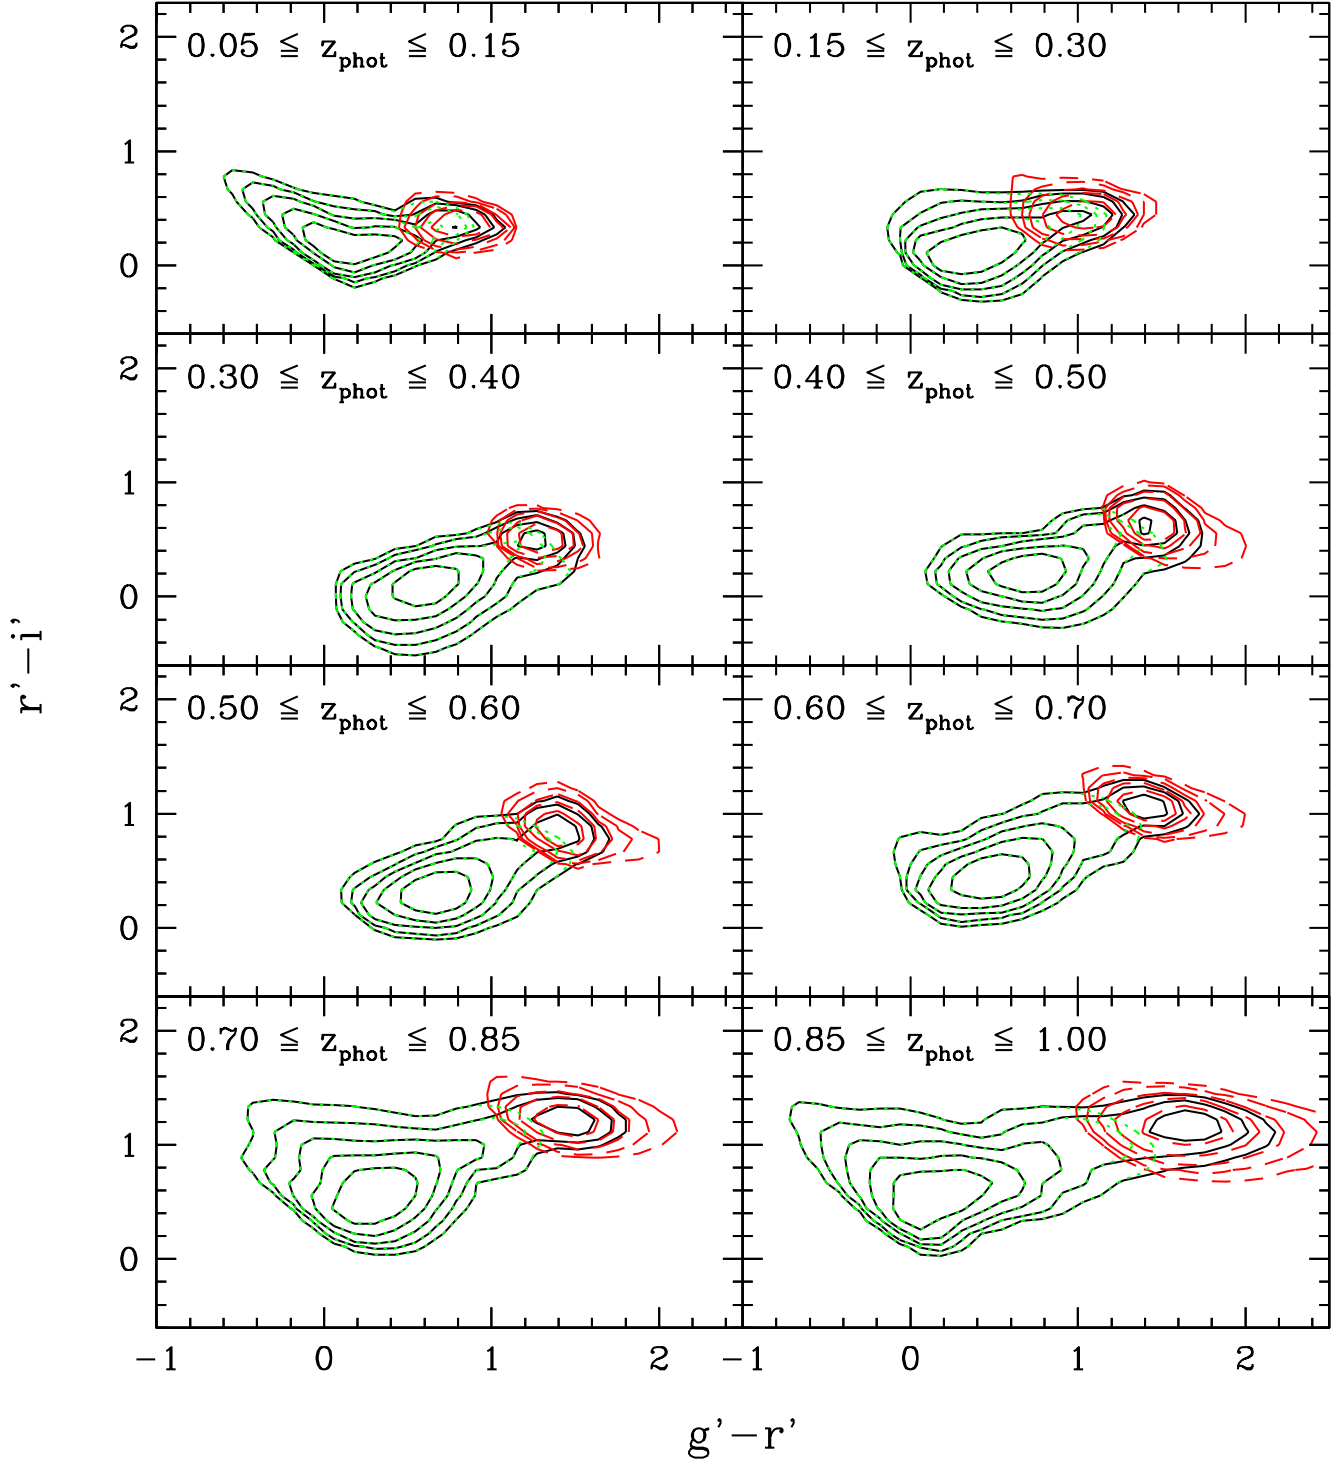 2
0.05 ≦ z_phot ≦ 0.15
0.15 ≦ z_phot ≦ 0.30
1
0
2
0.30 ≦ z_phot ≦ 0.40
0.40 ≦ z_phot ≦ 0.50
1
0
r'-i'
2
0.50 ≦ z_phot ≦ 0.60
0.60 ≦ z_phot ≦ 0.70
1
0
2
0.70 ≦ z_phot ≦ 0.85
0.85 ≦ z_phot ≦ 1.00
1
0
-1 0 1 2 -1 0 1 2
g'-r'